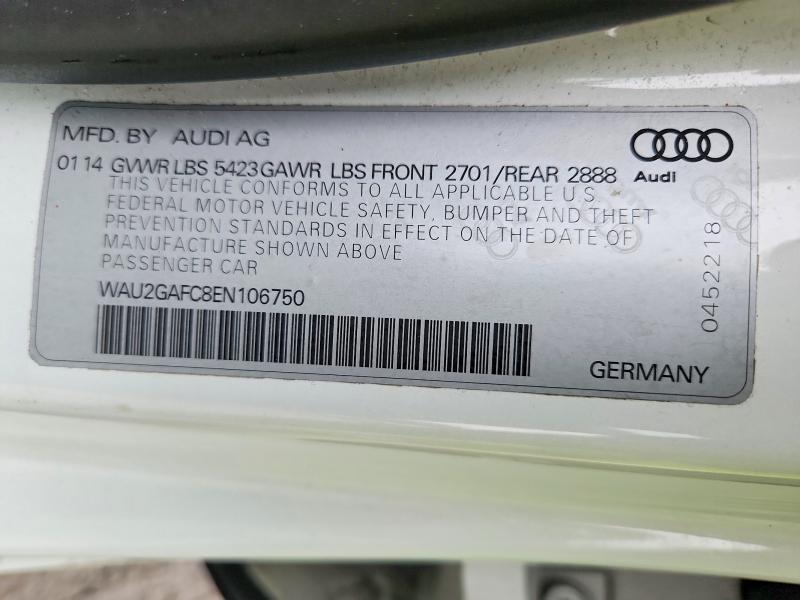 MFD. BY AUDI AG
01 14 GVWR LBS 5423 GAWR LBS FRONT 2701/REAR 2888
Audi
THIS VEHICLE CONFORMS TO ALL APPLICABLE U.S.
FEDERAL MOTOR VEHICLE SAFETY, BUMPER AND THEFT
PREVENTION STANDARDS IN EFFECT ON THE DATE OF
MANUFACTURE SHOWN ABOVE
PASSENGER CAR
WAU2GAFC8EN106750
0452218
GERMANY